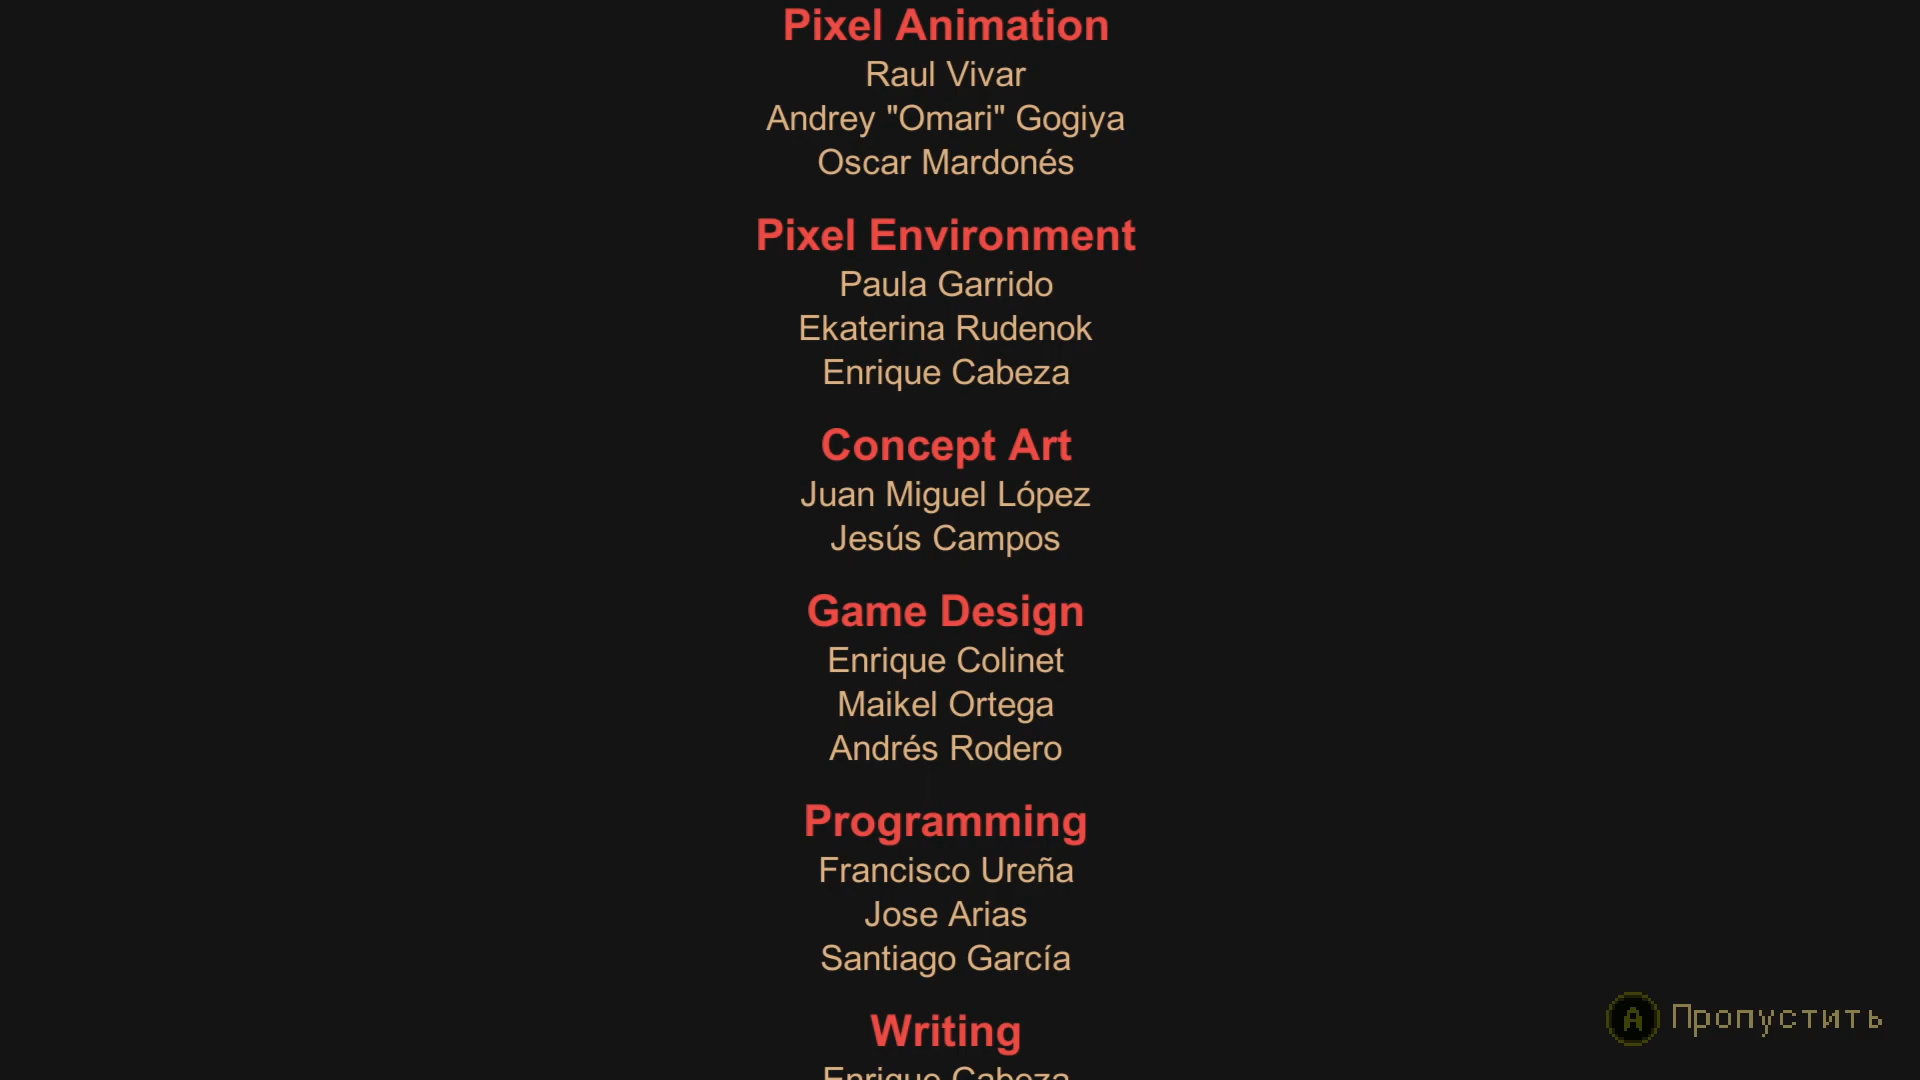 Pixel Animation
Raul Vivar
Andrey "Omari" Gogiya
Oscar Mardonés
Pixel Environment
Paula Garrido
Ekaterina Rudenok
Enrique Cabeza
Concept Art
Juan Miguel López
Jesús Campos
Game Design
Enrique Colinet
Maikel Ortega
Andrés Rodero
Programming
Francisco Ureña
Jose Arias
Santiago García
Writing
Enrique Cabeza
A Пропустить